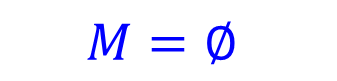 M = ∅